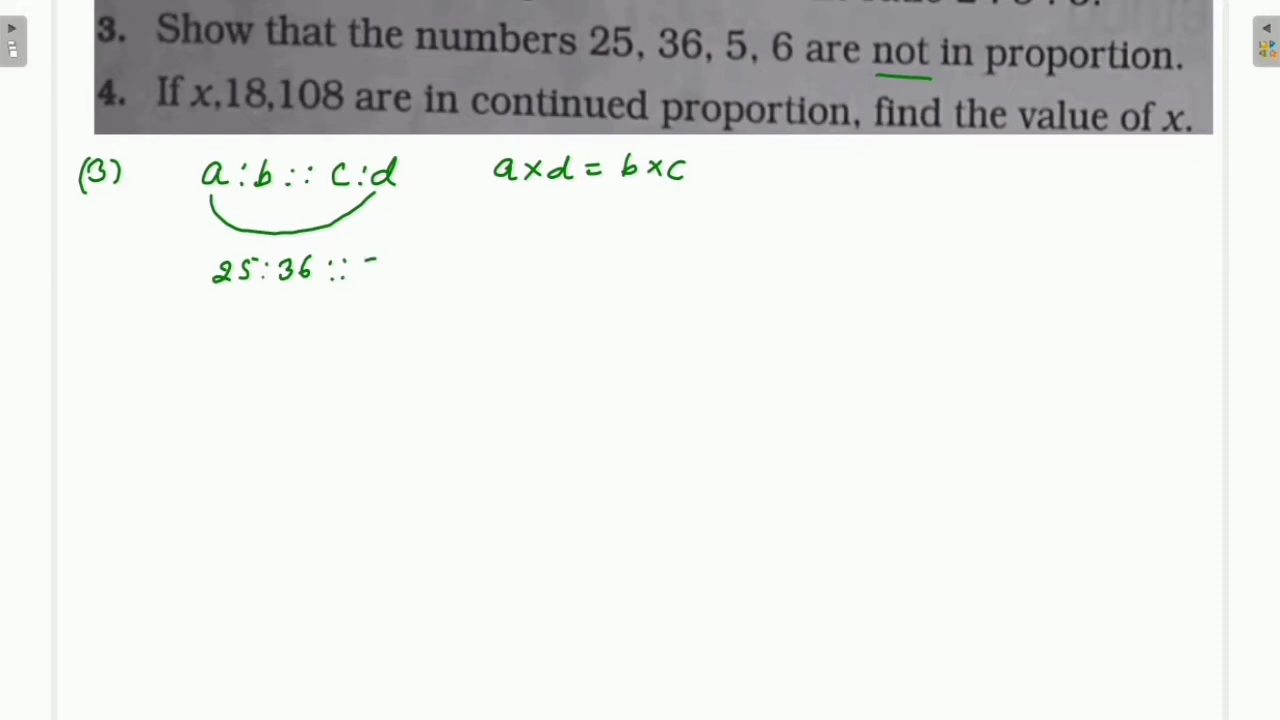 3. Show that the numbers 25, 36, 5, 6 are not in proportion.
4. If x,18,108 are in continued proportion, find the value of x.
(3) a:b::c:d a×d = b×c
25:36::